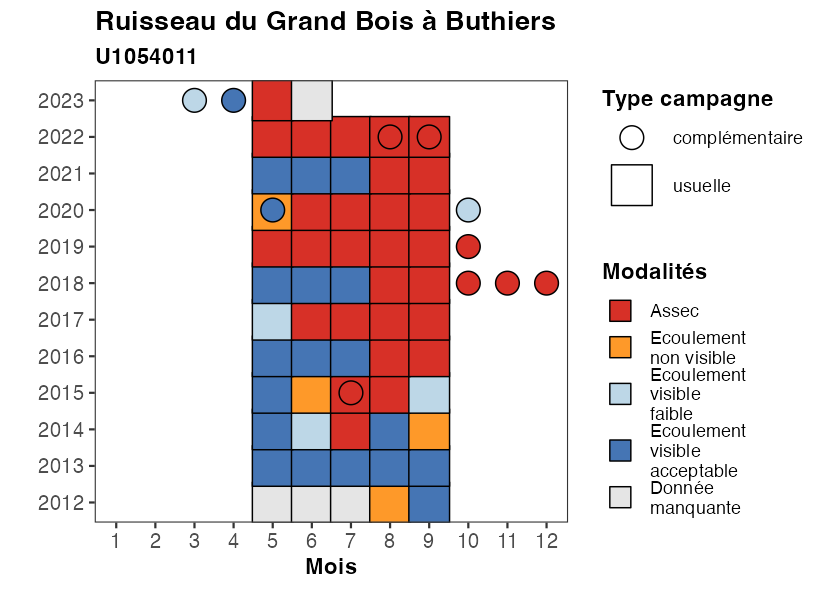 Ruisseau du Grand Bois à Buthiers
U1054011
2023
2022
2021
2020
2019
2018
2017
2016
2015
2014
2013
2012
1 2 3 4 5 6 7 8 9 10 11 12
Mois
Type campagne
complémentaire
usuelle
Modalités
Assec
Ecoulement
non visible
Ecoulement
visible
faible
Ecoulement
visible
acceptable
Donnée
manquante